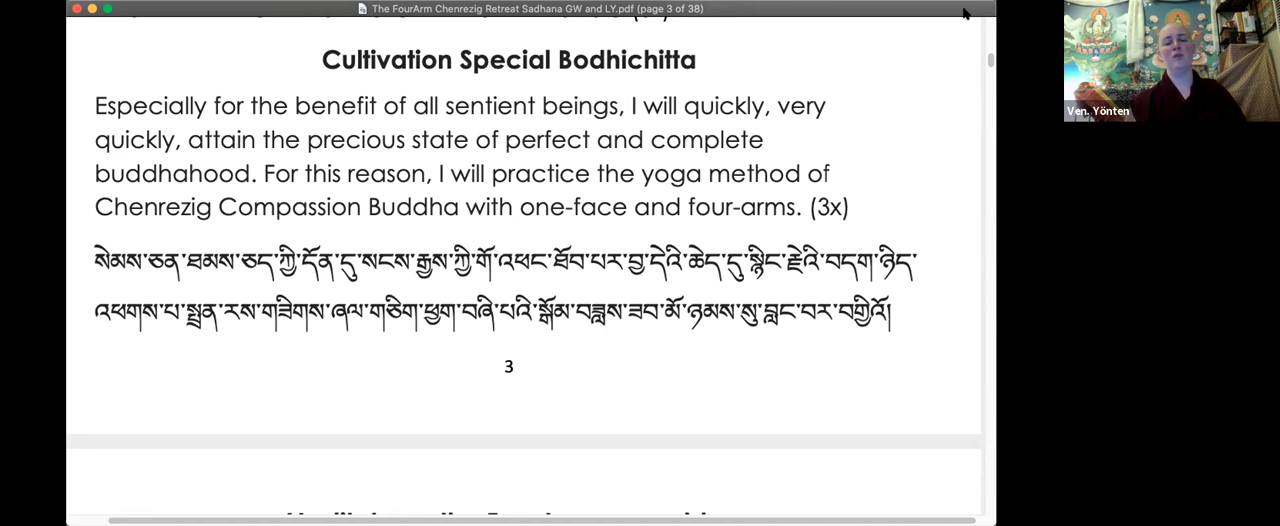 The FourArm Chenrezig Retreat Sadhana GW and LY.pdf (page 3 of 38)
Cultivation Special Bodhichitta
Especially for the benefit of all sentient beings, I will quickly, very
quickly, attain the precious state of perfect and complete
buddhahood. For this reason, I will practice the yoga method of
Chenrezig Compassion Buddha with one-face and four-arms. (3x)
སེམས་ཅན་ཐམས་ཅད་ཀྱི་དོན་དུ་སངས་རྒྱས་ཀྱི་གོ་འཕང་ཐོབ་པར་བྱ་དེའི་ཆེད་དུ་སྙིང་རྗེའི་བདག་ཉིད་
འཕགས་པ་སྤྱན་རས་གཟིགས་ཞལ་གཅིག་ཕྱག་བཞི་པའི་སྒོམ་བཟླས་ཟབ་མོ་ཉམས་སུ་བླང་བར་བགྱིའོ།
3
Ven. Yönten